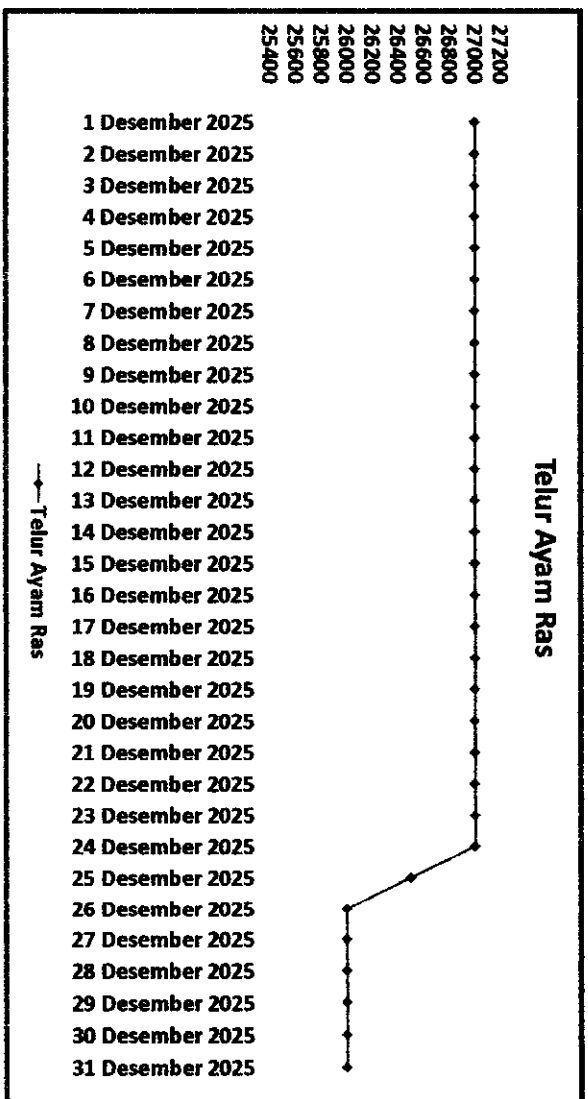 Telur Ayam Ras
27200
27000
26800
26600
26400
26200
26000
25800
25600
25400
1 Desember 2025
2 Desember 2025
3 Desember 2025
4 Desember 2025
5 Desember 2025
6 Desember 2025
7 Desember 2025
8 Desember 2025
9 Desember 2025
10 Desember 2025
11 Desember 2025
12 Desember 2025
13 Desember 2025
14 Desember 2025
15 Desember 2025
16 Desember 2025
17 Desember 2025
18 Desember 2025
19 Desember 2025
20 Desember 2025
21 Desember 2025
22 Desember 2025
23 Desember 2025
24 Desember 2025
25 Desember 2025
26 Desember 2025
27 Desember 2025
28 Desember 2025
29 Desember 2025
30 Desember 2025
31 Desember 2025
Telur Ayam Ras